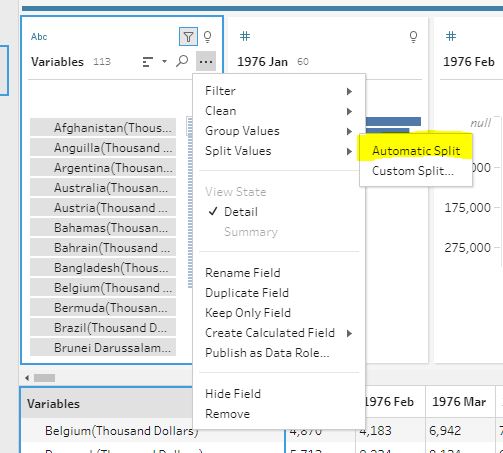 Abc
Variables 113
#
1976 Jan 60
#
1976 Feb
Filter
Clean
Group Values
Split Values
Automatic Split
Custom Split...
View State
Detail
Summary
Rename Field
Duplicate Field
Keep Only Field
Create Calculated Field
Publish as Data Role...
Hide Field
Remove
Afghanistan(Thous...
Anguilla(Thousand ...
Argentina(Thousan...
Australia(Thousan...
Austria(Thousand ...
Bahamas(Thousan...
Bahrain(Thousand ...
Bangladesh(Thous...
Belgium(Thousand ...
Bermuda(Thousan...
Brazil(Thousand D...
Brunei Darussalam...
null
175,000
275,000
Variables
1976 Feb
1976 Mar
Belgium(Thousand Dollars)
4,870
4,183
6,942